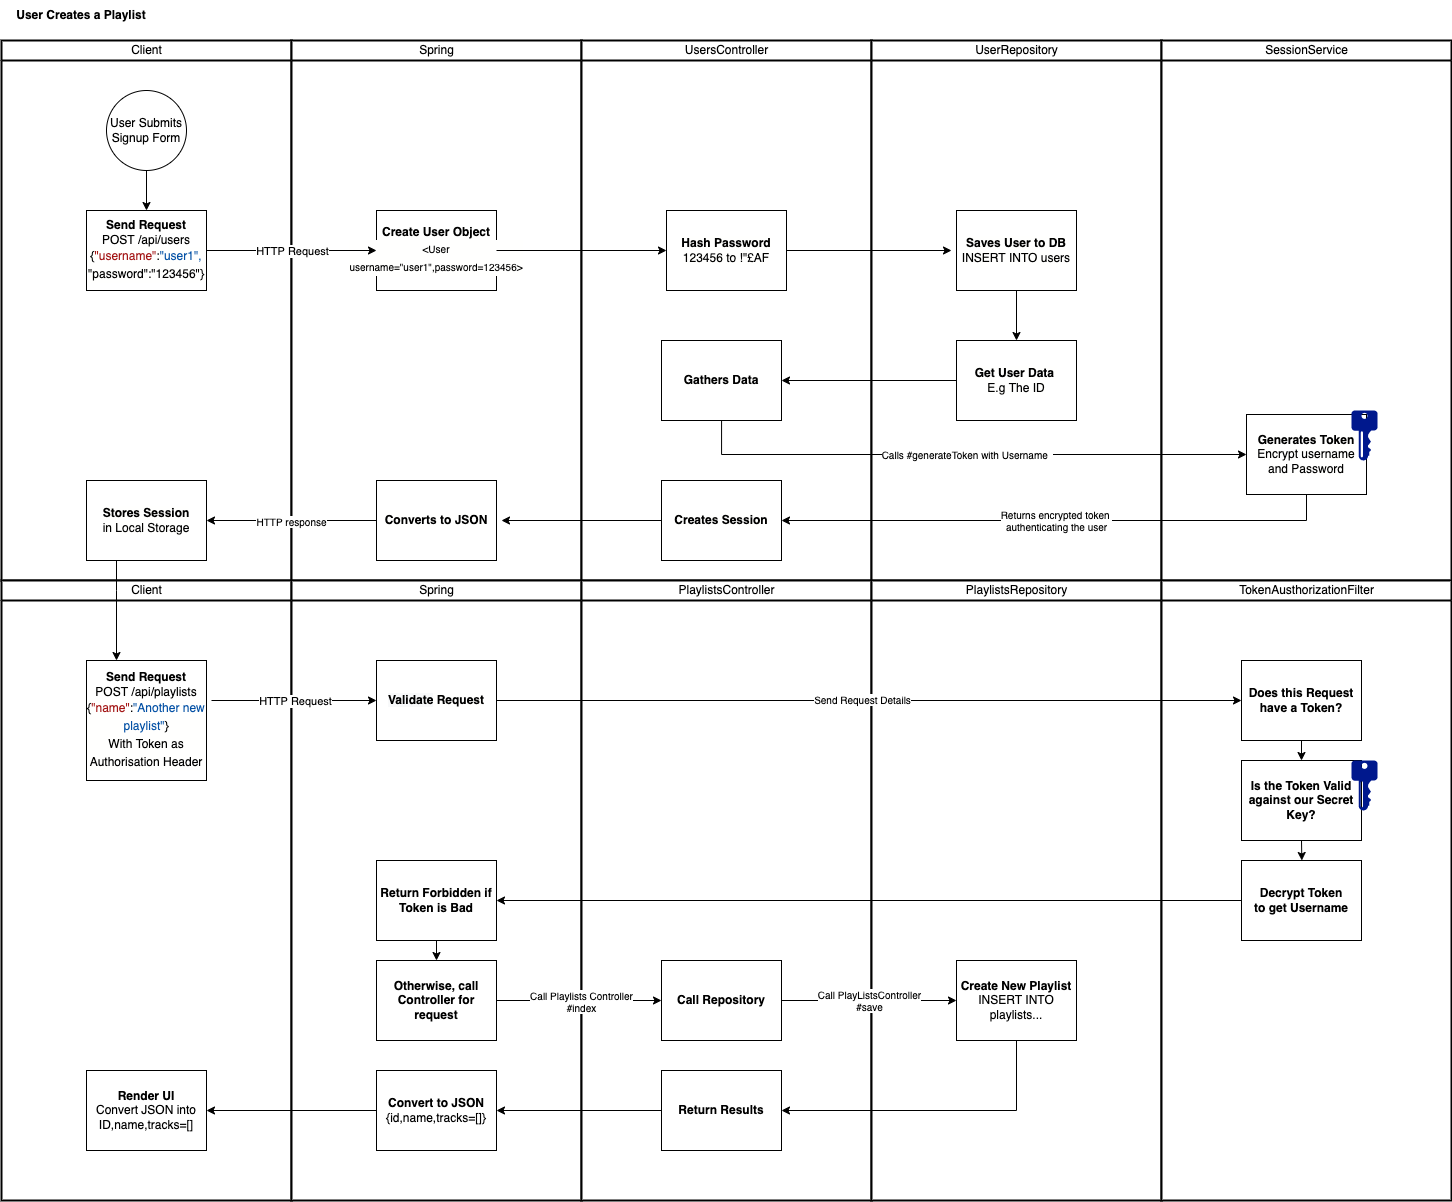 User Creates a Playlist
Client
Spring
UsersController
UserRepository
SessionService
User Submits
Signup Form
Send Request
POST /api/users
{"username":"user1",
"password":"123456"}
HTTP Request
Create User Object
<User
username="user1",password=123456>
Hash Password
123456 to !"£AF
Saves User to DB
INSERT INTO users
Gathers Data
Get User Data
E.g The ID
Calls #generateToken with Username
Generates Token
Encrypt username
and Password
Stores Session
in Local Storage
HTTP response
Converts to JSON
Creates Session
Returns encrypted token
authenticating the user
Client
Spring
PlaylistsController
PlaylistsRepository
TokenAusthorizationFilter
Send Request
POST /api/playlists
{"name":"Another new
playlist"}
With Token as
Authorisation Header
HTTP Request
Validate Request
Send Request Details
Does this Request
have a Token?
Is the Token Valid
against our Secret
Key?
Return Forbidden if
Token is Bad
Decrypt Token
to get Username
Otherwise, call
Controller for
request
Call Playlists Controller
#index
Call Repository
Call PlayListsController
#save
Create New Playlist
INSERT INTO
playlists...
Render UI
Convert JSON into
ID,name,tracks=[]
Convert to JSON
{id,name,tracks=[]}
Return Results